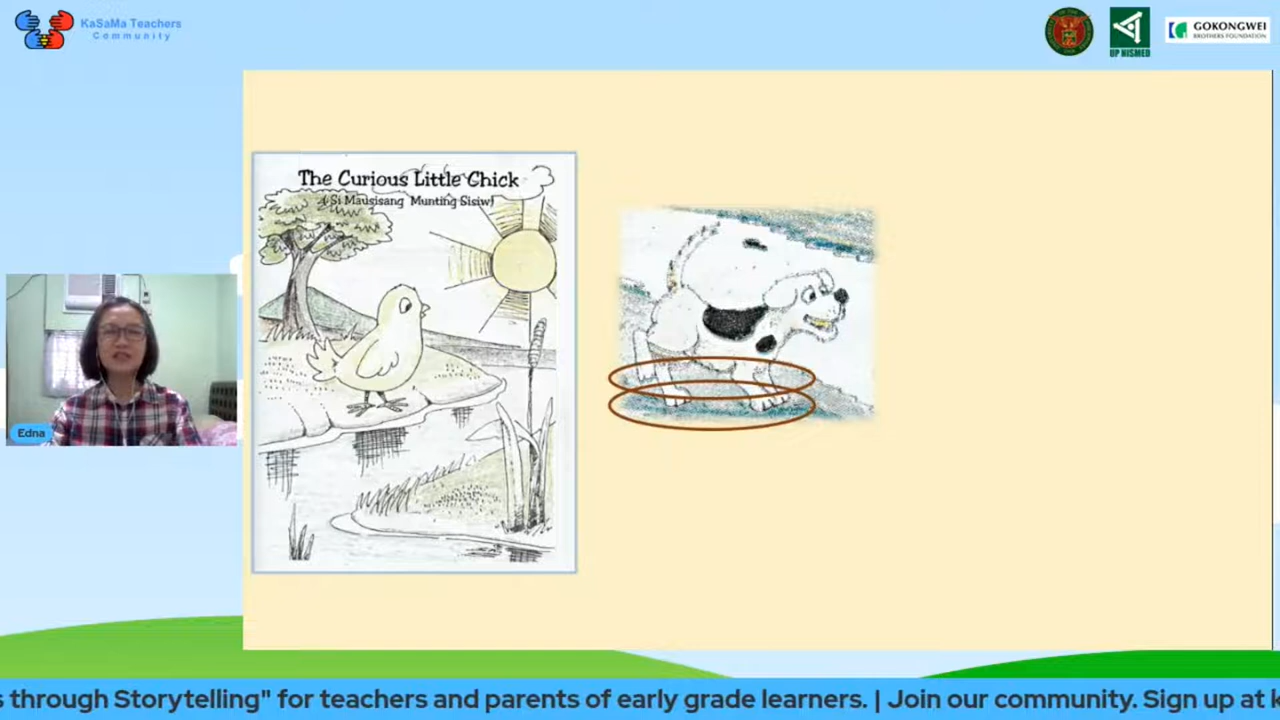 KaSaMa Teachers
Community
UP NISMED
GOKONGWEI
BROTHERS FOUNDATION
The Curious Little Chick
(Si Mausisang Munting Sisiw)
Edna
s through Storytelling" for teachers and parents of early grade learners. | Join our community. Sign up at k